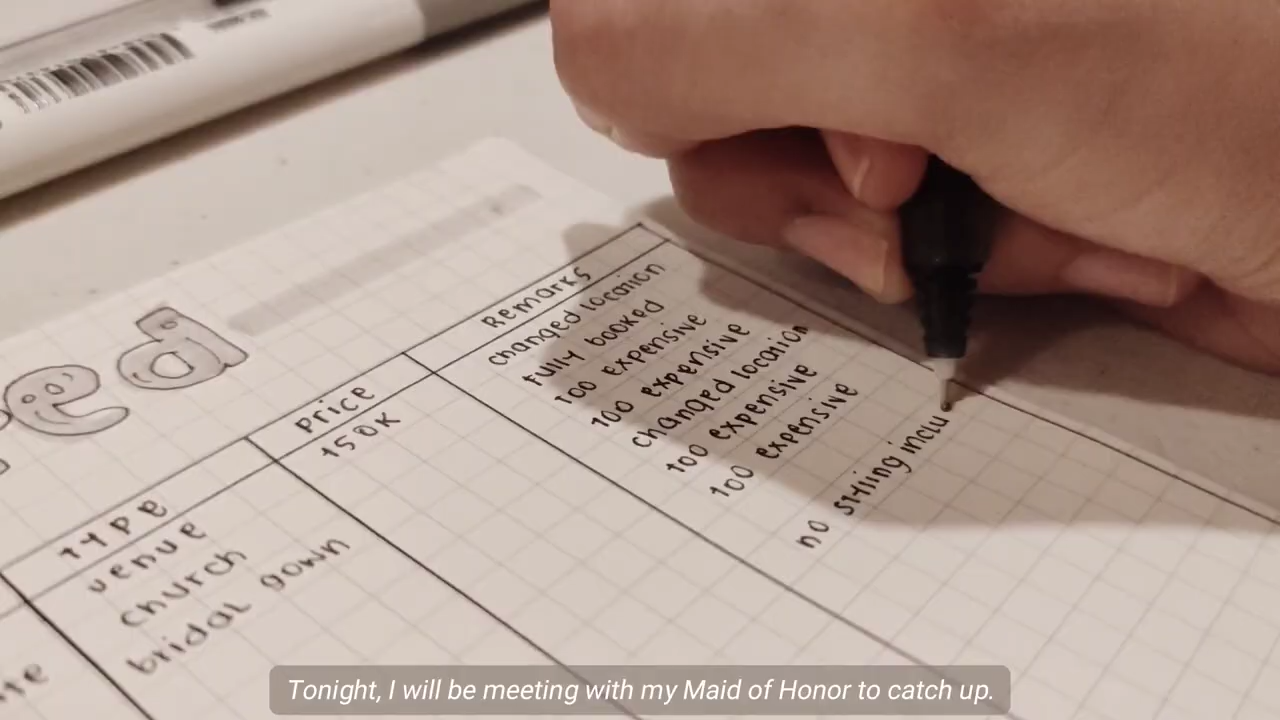 ed
TYPE
PRICE
REMARKS
venue
150K
changed location
church
fully booked
bridal gown
too expensive
too expensive
changed location
too expensive
too expensive
no styling inclu
Tonight, I will be meeting with my Maid of Honor to catch up.